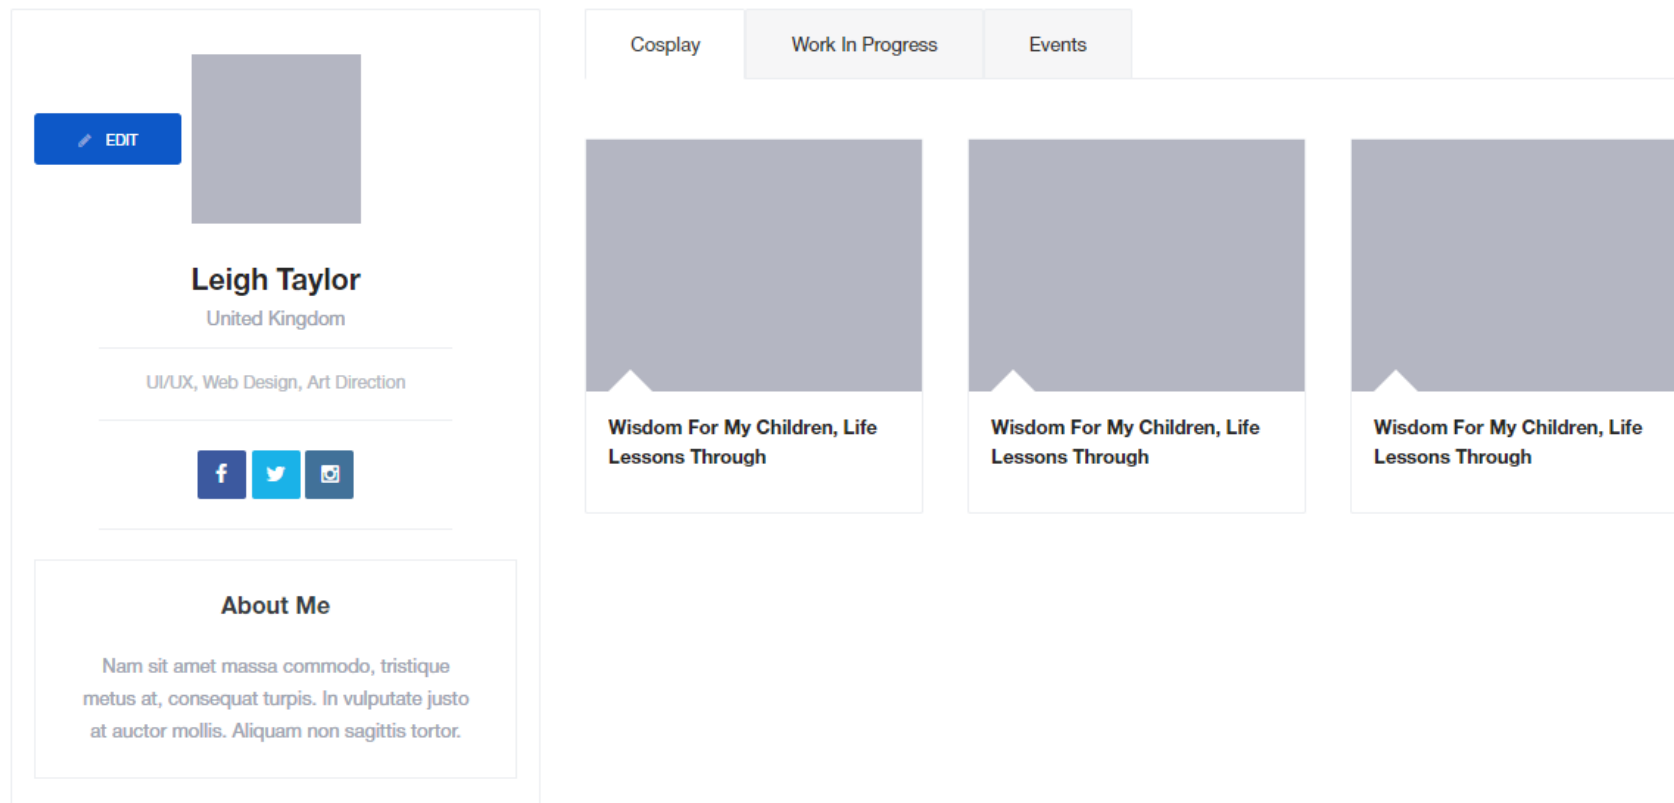 EDIT
Leigh Taylor
United Kingdom
UI/UX, Web Design, Art Direction
About Me
Nam sit amet massa commodo, tristique
metus at, consequat turpis. In vulputate justo
at auctor mollis. Aliquam non sagittis tortor.
Cosplay
Work In Progress
Events
Wisdom For My Children, Life
Lessons Through
Wisdom For My Children, Life
Lessons Through
Wisdom For My Children, Life
Lessons Through